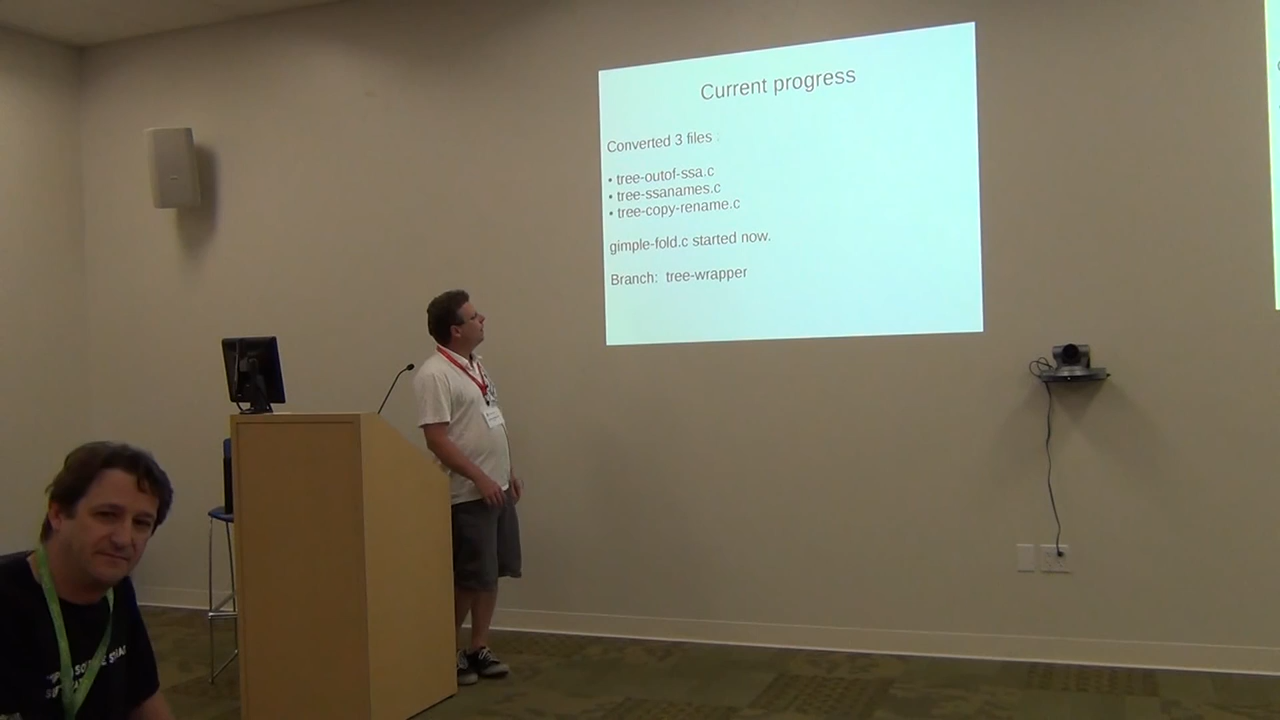 Current progress
Converted 3 files :
• tree-outof-ssa.c
• tree-ssanames.c
• tree-copy-rename.c
gimple-fold.c started now.
Branch: tree-wrapper